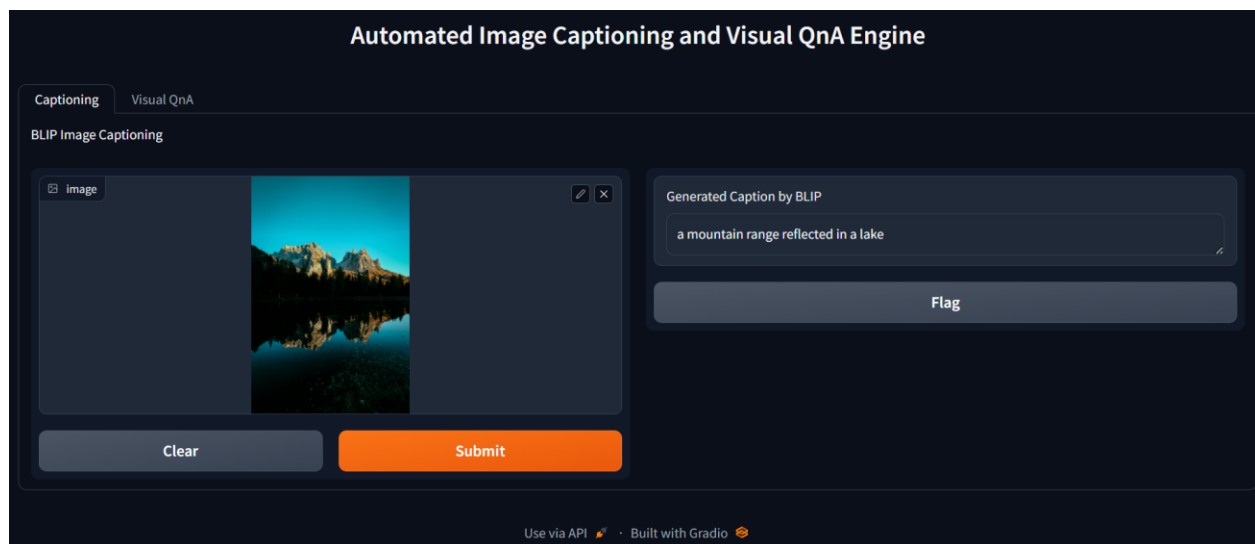 Automated Image Captioning and Visual QnA Engine
Captioning Visual QnA
BLIP Image Captioning
image
Generated Caption by BLIP
a mountain range reflected in a lake
Flag
Clear Submit
Use via API · Built with Gradio